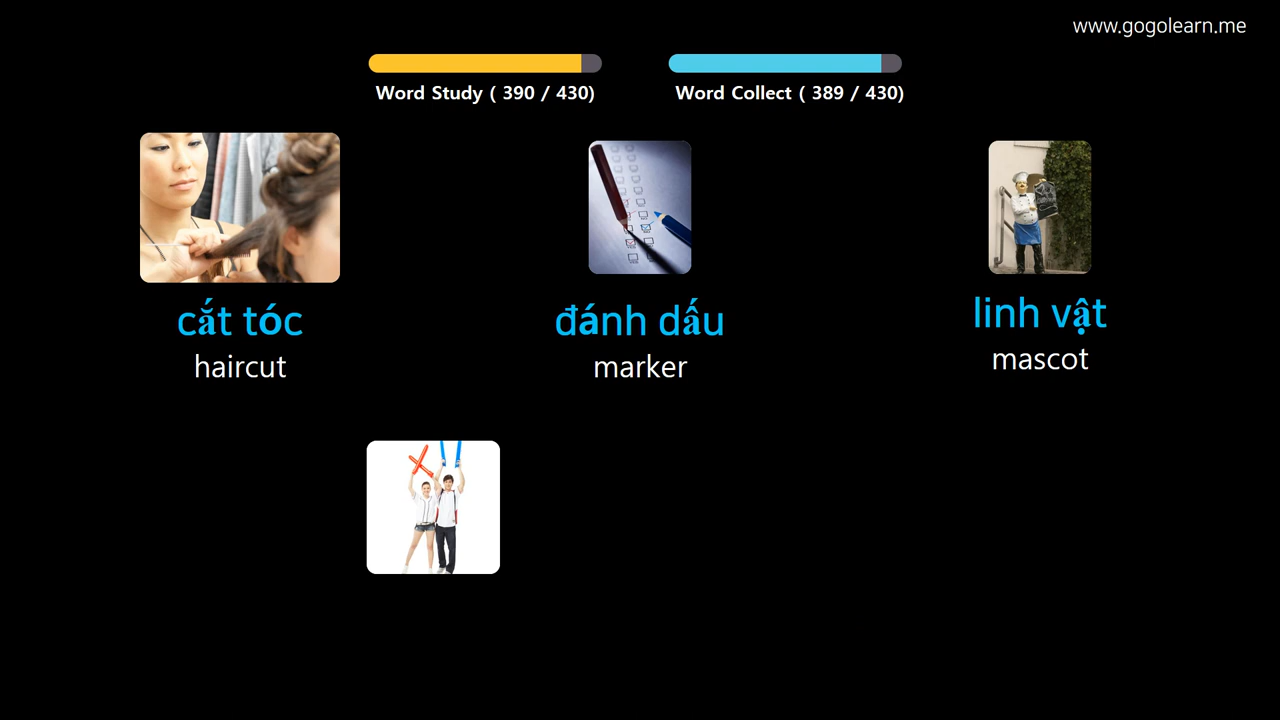 www.gogolearn.me
Word Study ( 390 / 430)
Word Collect ( 389 / 430)
cắt tóc
haircut
đánh dấu
marker
linh vật
mascot